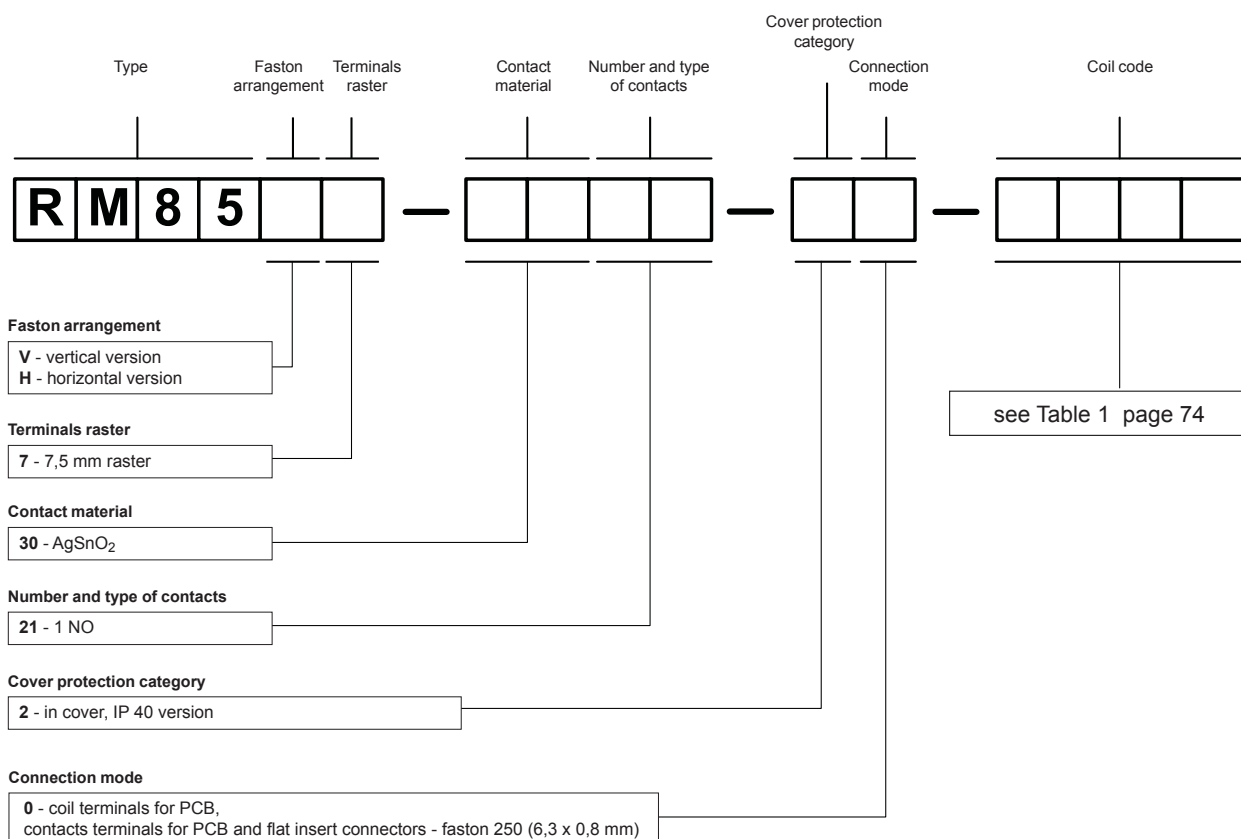 Cover protection
category
Type
Faston
arrangement
Terminals
raster
Contact
material
Number and type
of contacts
Connection
mode
Coil code
R M 8 5 — — —
Faston arrangement
V - vertical version
H - horizontal version
see Table 1 page 74
Terminals raster
7 - 7,5 mm raster
Contact material
30 - AgSnO₂
Number and type of contacts
21 - 1 NO
Cover protection category
2 - in cover, IP 40 version
Connection mode
0 - coil terminals for PCB,
contacts terminals for PCB and flat insert connectors - faston 250 (6,3 x 0,8 mm)